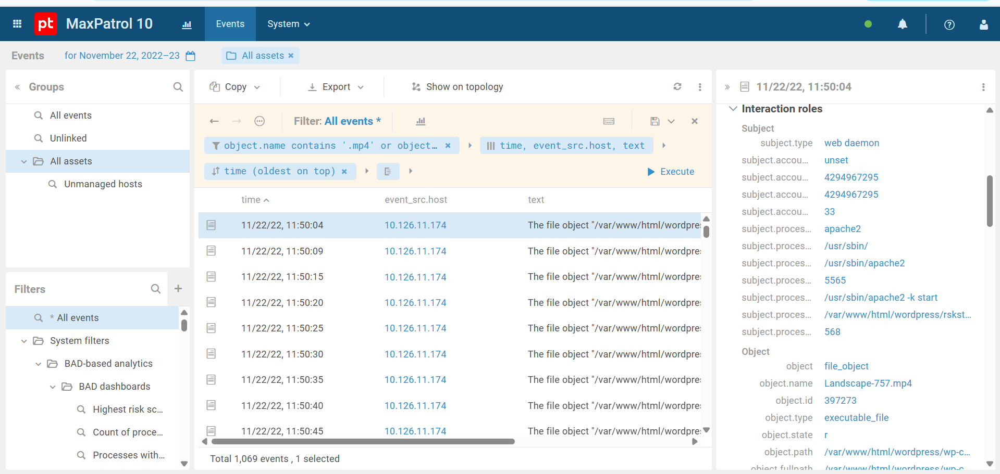 pt MaxPatrol 10 Events System
Events for November 22, 2022–23 All assets
Groups
All events
Unlinked
All assets
Unmanaged hosts
Filters
* All events
System filters
BAD-based analytics
BAD dashboards
Highest risk sc...
Count of proce...
Processes with...
Copy Export Show on topology
Filter: All events *
object.name contains '.mp4' or object… time, event_src.host, text
time (oldest on top) Execute
time event_src.host text
11/22/22, 11:50:04 10.126.11.174 The file object "/var/www/html/wordpre
11/22/22, 11:50:09 10.126.11.174 The file object "/var/www/html/wordpre
11/22/22, 11:50:15 10.126.11.174 The file object "/var/www/html/wordpre
11/22/22, 11:50:20 10.126.11.174 The file object "/var/www/html/wordpre
11/22/22, 11:50:25 10.126.11.174 The file object "/var/www/html/wordpre
11/22/22, 11:50:30 10.126.11.174 The file object "/var/www/html/wordpre
11/22/22, 11:50:35 10.126.11.174 The file object "/var/www/html/wordpre
11/22/22, 11:50:40 10.126.11.174 The file object "/var/www/html/wordpre
11/22/22, 11:50:45 10.126.11.174 The file object "/var/www/html/wordpre
Total 1,069 events , 1 selected
11/22/22, 11:50:04
Interaction roles
Subject
subject.type web daemon
subject.accou... unset
subject.accou... 4294967295
subject.accou... 4294967295
subject.accou... 33
subject.proces... apache2
subject.proces... /usr/sbin/
subject.proces... /usr/sbin/apache2
subject.proces... 5565
subject.proces... /usr/sbin/apache2 -k start
subject.proces... /var/www/html/wordpress/rskst...
subject.proces... 568
Object
object file_object
object.name Landscape-757.mp4
object.id 397273
object.type executable_file
object.state r
object.path /var/www/html/wordpress/wp-c...
object.fullpath /var/www/html/wordpress/wp-c...